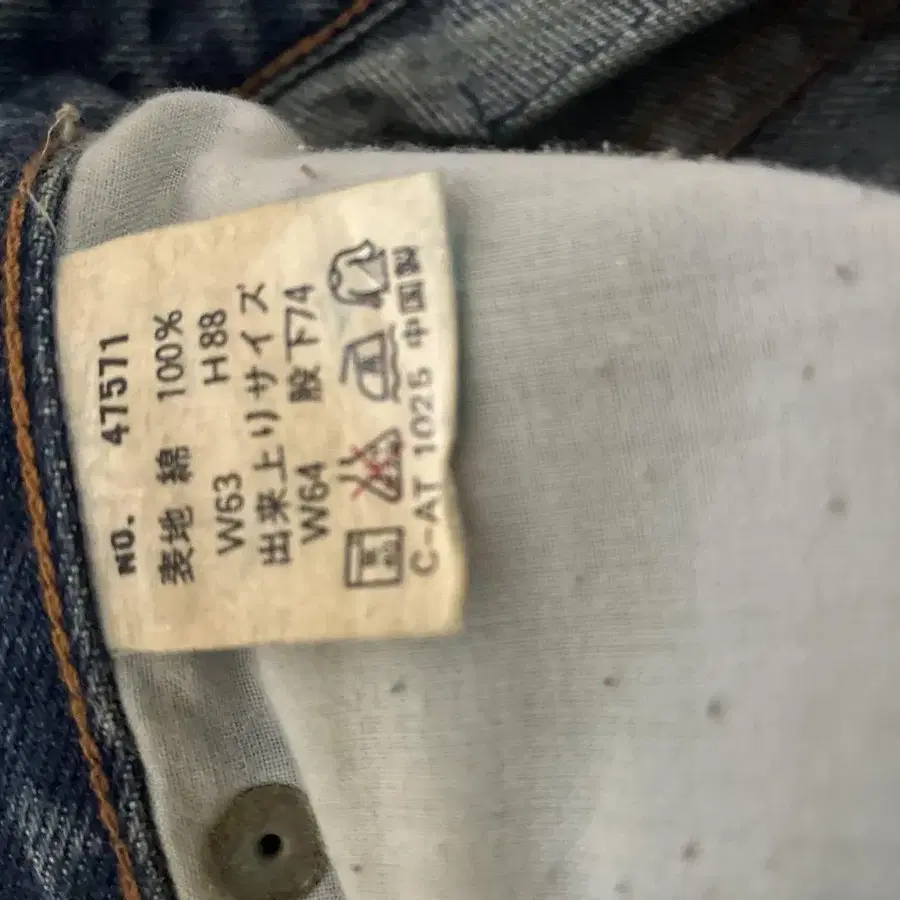 NO. 47571
表地 綿 100%
W63 H88
出来上りサイズ
W64 股下74
C-AT 1025 中国製